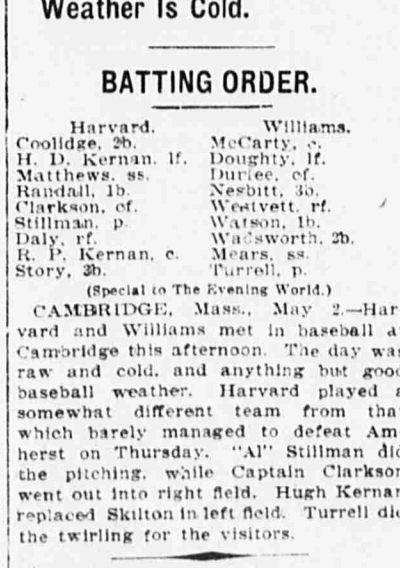 Weather Is Cold.
BATTING ORDER.
Harvard. Williams.
Coolidge, 2b. McCarty, c.
H. D. Kernan, lf. Doughty, lf.
Matthews, ss. Durfee, cf.
Randall, 1b. Nesbitt, 3b.
Clarkson, cf. Westvett, rf.
Stillman, p. Watson, 1b.
Daly, rf. Wadsworth, 2b.
R. P. Kernan, c. Mears, ss.
Story, 3b. Turrell, p.
(Special to The Evening World.)
CAMBRIDGE, Mass., May 2.—Har
vard and Williams met in baseball a
Cambridge this afternoon. The day was
raw and cold, and anything but good
baseball weather. Harvard played a
somewhat different team from tha
which barely managed to defeat Am
herst on Thursday. "Al" Stillman did
the pitching, while Captain Clarkson
went out into right field. Hugh Kernan
replaced Skilton in left field. Turrell did
the twirling for the visitors.